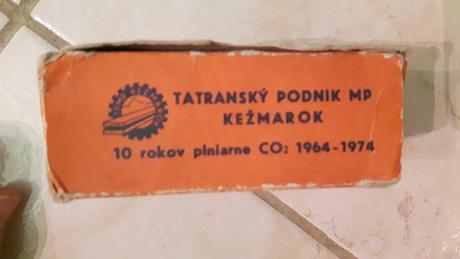 TATRANSKÝ PODNIK MP
KEŽMAROK
10 rokov plniarne CO₂ 1964-1974